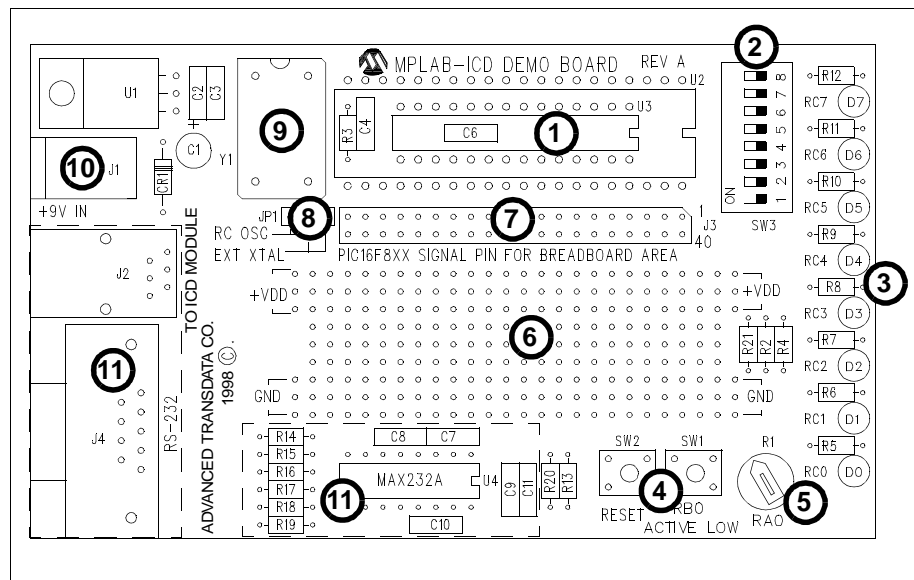 MPLAB-ICD DEMO BOARD REV A
2
U1
C2
C3
C1
+
Y1
9
R3
C4
C6
1
U3
U2
8
7
6
5
4
3
2
1
ON
SW3
R12
RC7 D7
R11
RC6 D6
R10
RC5 D5
R9
RC4 D4
R8
3
RC3 D3
R7
RC2 D2
R6
RC1 D1
R5
RC0 D0
10
J1
CR1
+9V IN
JP1
8
RC OSC
EXT XTAL
7
1
J3
40
PIC16F8XX SIGNAL PIN FOR BREADBOARD AREA
J2
TO ICD MODULE
+VDD
+VDD
6
R21
R2
R4
GND
GND
11
J4
RS-232
ADVANCED TRANSDATA CO.
1998 ©.
R14
R15
R16
R17
R18
R19
C8
C7
MAX232A
U4
11
C10
C9
C11
R20
R13
SW2
SW1
4
RESET
RB0
ACTIVE LOW
R1
5
RA0